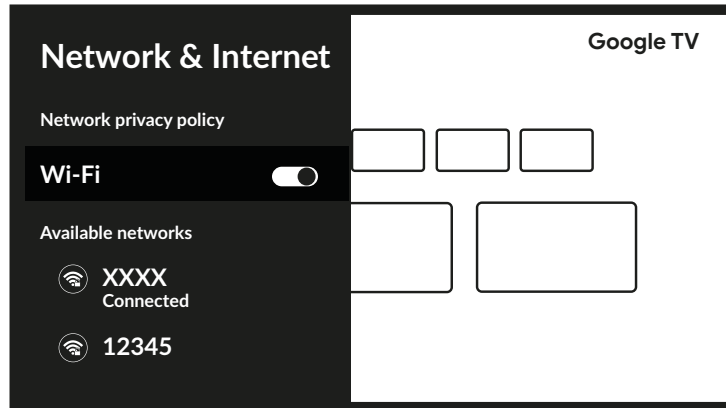 Network & Internet
Google TV
Network privacy policy
Wi-Fi
Available networks
XXXX
Connected
12345